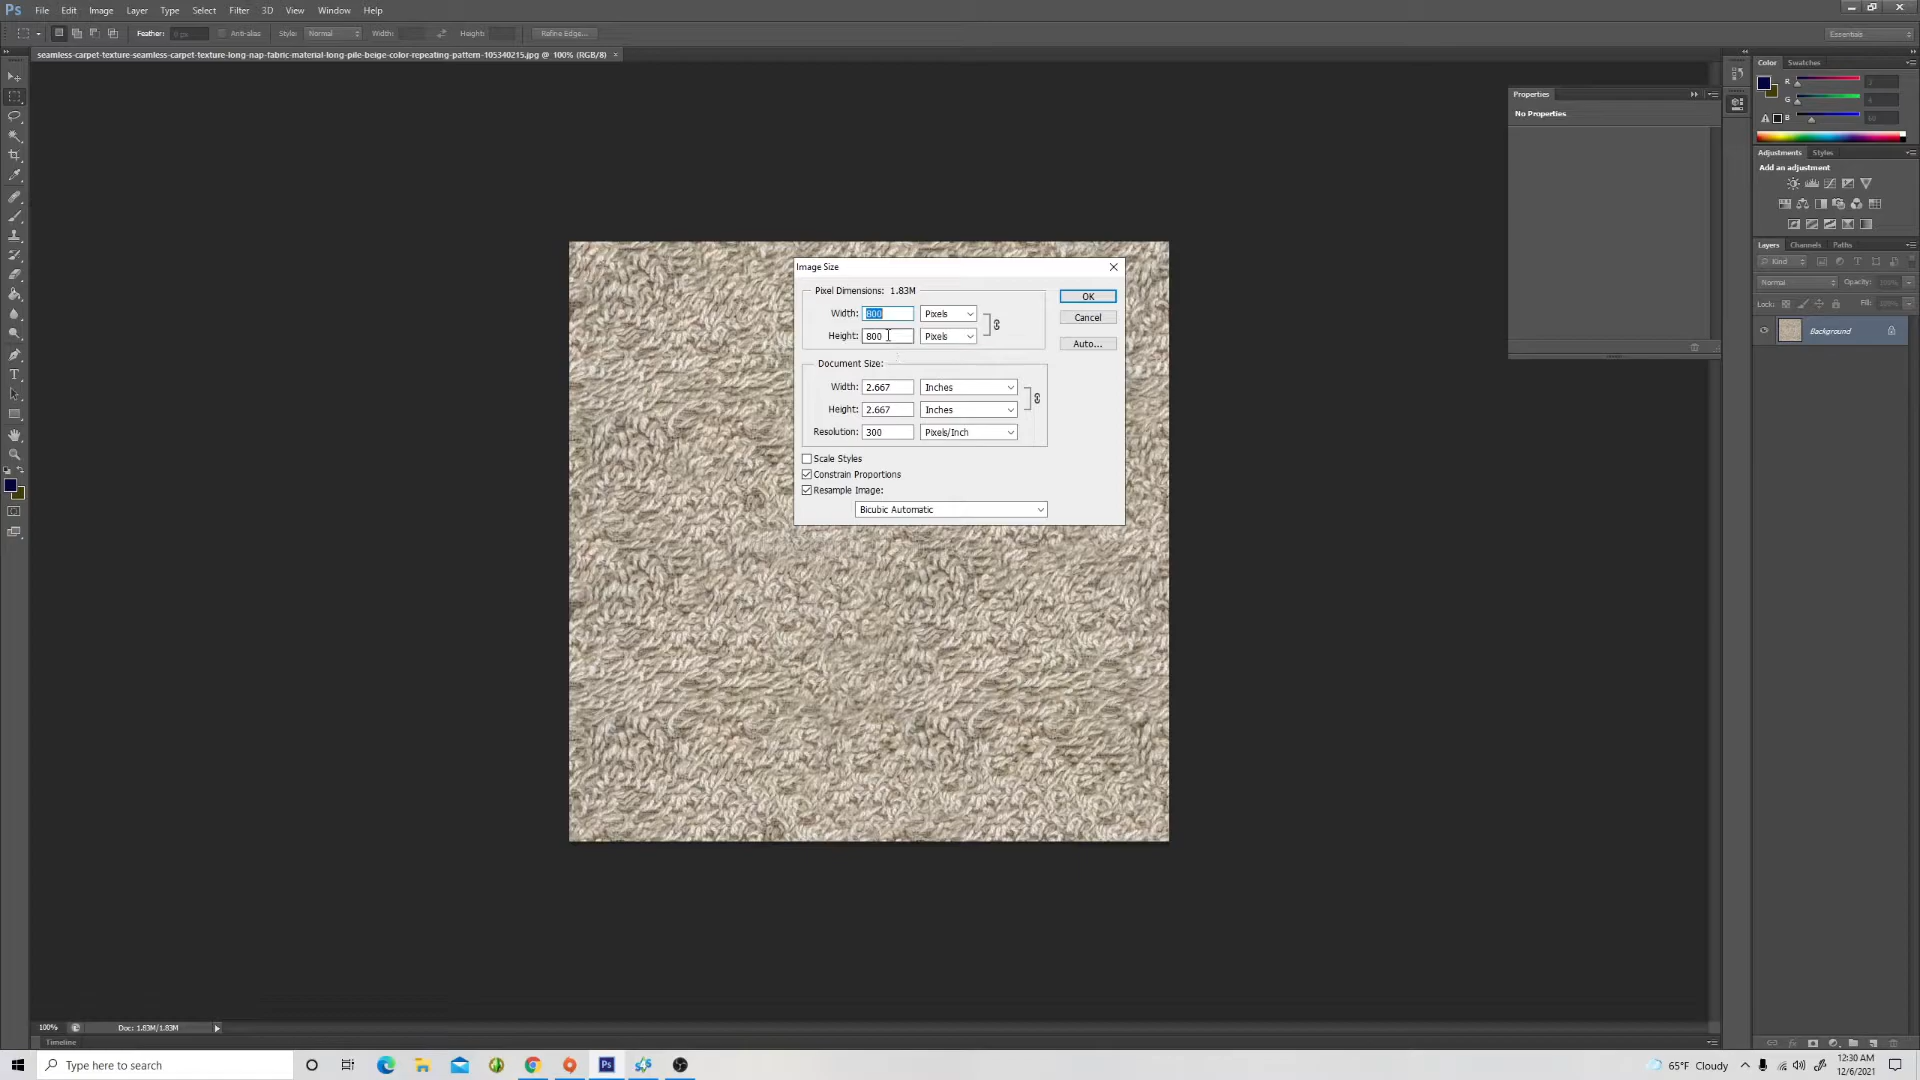 Ps File Edit Image Layer Type Select Filter 3D View Window Help
Feather: 0 px Anti-alias Style: Normal Width: Height: Refine Edge... Essentials
seamless-carpet-texture-seamless-carpet-texture-long-nap-fabric-material-long-pile-beige-color-repeating-pattern-105340215.jpg @ 100% (RGB/8) ×
Color Swatches
R
G
B
Properties
No Properties
Adjustments Styles
Add an adjustment
Layers Channels Paths
Kind
Normal Opacity: 100%
Lock: Fill: 100%
Background
Image Size
Pixel Dimensions: 1.83M
Width: 800 Pixels
Height: 800 Pixels
OK
Cancel
Auto...
Document Size:
Width: 2.667 Inches
Height: 2.667 Inches
Resolution: 300 Pixels/Inch
Scale Styles
Constrain Proportions
Resample Image:
Bicubic Automatic
100% Doc: 1.83M/1.83M
Timeline
Type here to search
Ps
65°F Cloudy
12:30 AM
12/6/2021